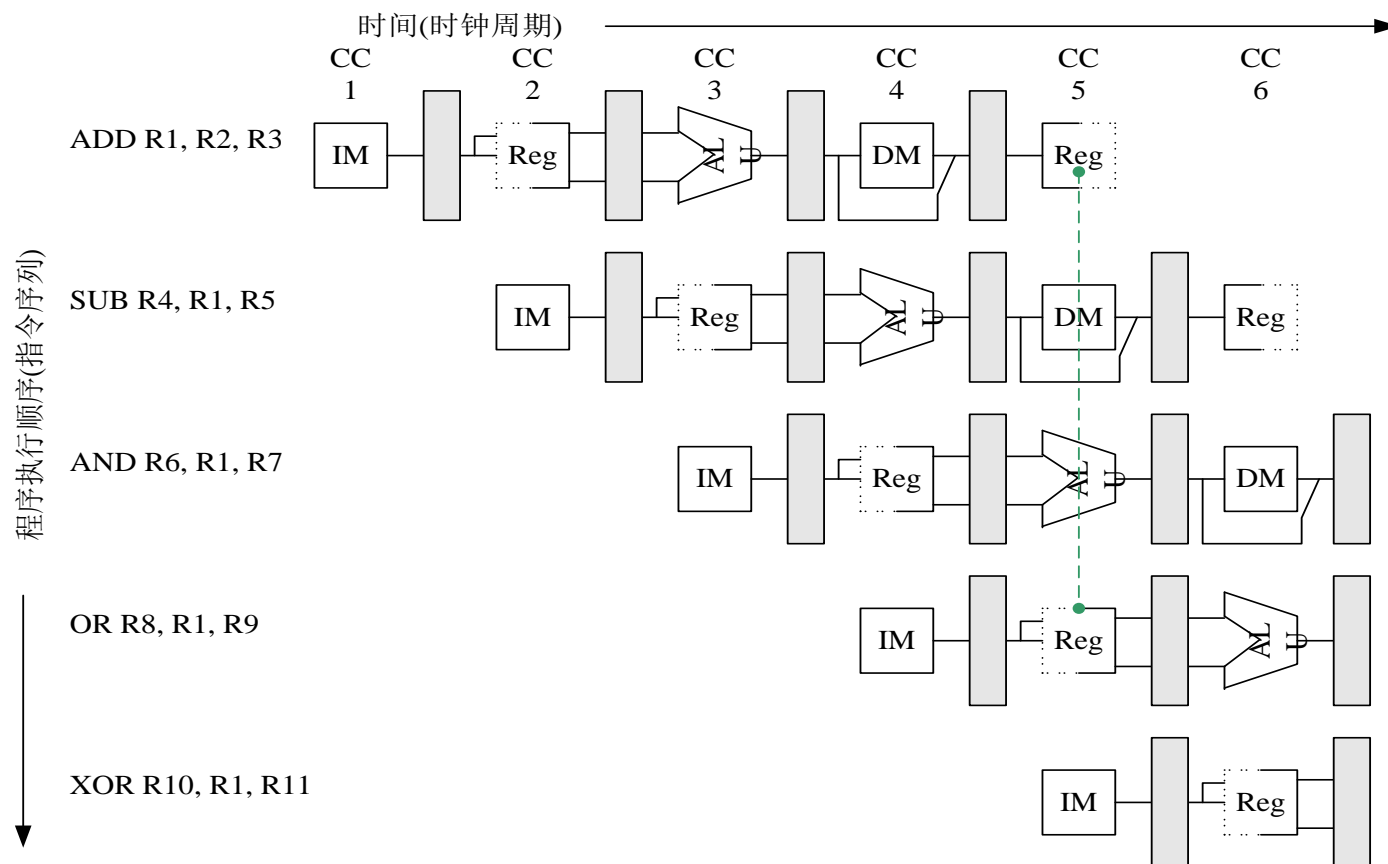 时间(时钟周期)
CC CC CC CC CC CC
1 2 3 4 5 6
ADD R1, R2, R3
IM Reg ALU DM Reg
SUB R4, R1, R5
IM Reg ALU DM Reg
AND R6, R1, R7
IM Reg ALU DM
OR R8, R1, R9
IM Reg ALU
XOR R10, R1, R11
IM Reg
程序执行顺序(指令序列)